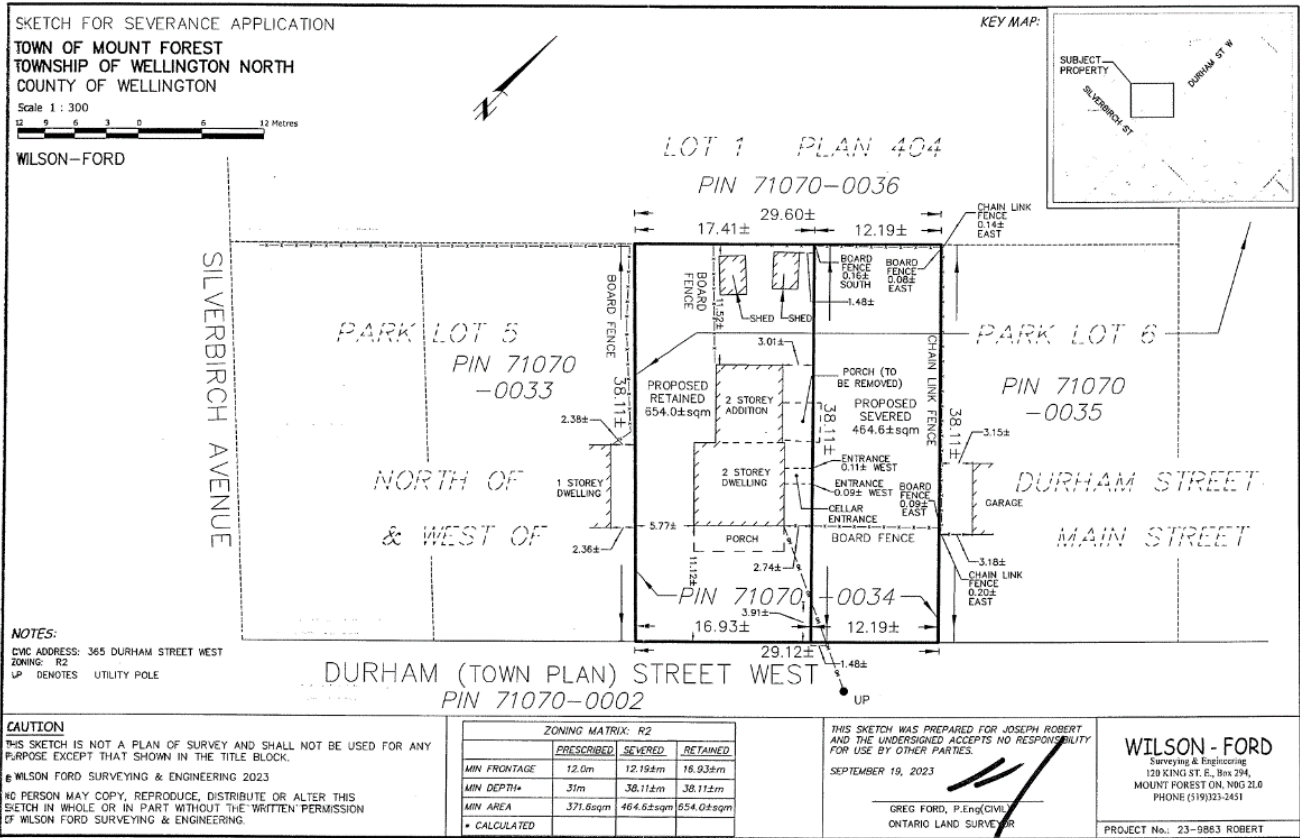 SKETCH FOR SEVERANCE APPLICATION
TOWN OF MOUNT FOREST
TOWNSHIP OF WELLINGTON NORTH
COUNTY OF WELLINGTON
Scale 1 : 300
12 9 6 3 0 6 12 Metres
WILSON-FORD
KEY MAP:
SUBJECT
PROPERTY
DURHAM ST W
SILVERBIRCH ST
N
LOT 1 PLAN 404
PIN 71070-0036
29.60±
17.41± 12.19±
CHAIN LINK
FENCE
0.14±
EAST
BOARD
FENCE
0.16±
SOUTH
BOARD
FENCE
0.08±
EAST
1.48±
SILVERBIRCH AVENUE
PARK LOT 5
PIN 71070
-0033
NORTH OF
& WEST OF
BOARD FENCE
38.11±
2.38±
1 STOREY
DWELLING
2.36±
BOARD
FENCE
11.52±
SHED
SHED
3.01±
PROPOSED
RETAINED
654.0±sqm
2 STOREY
ADDITION
2 STOREY
DWELLING
5.77±
PORCH
11.12±
PORCH (TO
BE REMOVED)
38.11±
PROPOSED
SEVERED
464.6±sqm
CHAIN LINK FENCE
38.11±
ENTRANCE
0.11± WEST
ENTRANCE
0.09± WEST
CELLAR
ENTRANCE
BOARD
FENCE
0.09±
EAST
BOARD FENCE
2.74±
PARK LOT 6
PIN 71070
-0035
3.15±
GARAGE
DURHAM STREET
MAIN STREET
3.18±
CHAIN LINK
FENCE
0.20±
EAST
PIN 71070 -0034
3.91±
16.93± 12.19±
29.12±
1.48±
UP
DURHAM (TOWN PLAN) STREET WEST
PIN 71070-0002
NOTES:
CIVIC ADDRESS: 365 DURHAM STREET WEST
ZONING: R2
UP DENOTES UTILITY POLE
CAUTION
THIS SKETCH IS NOT A PLAN OF SURVEY AND SHALL NOT BE USED FOR ANY
PURPOSE EXCEPT THAT SHOWN IN THE TITLE BLOCK.
© WILSON FORD SURVEYING & ENGINEERING 2023
NO PERSON MAY COPY, REPRODUCE, DISTRIBUTE OR ALTER THIS
SKETCH IN WHOLE OR IN PART WITHOUT THE WRITTEN PERMISSION
OF WILSON FORD SURVEYING & ENGINEERING.
ZONING MATRIX: R2
PRESCRIBED SEVERED RETAINED
MIN FRONTAGE 12.0m 12.19±m 16.93±m
MIN DEPTH* 31m 38.11±m 38.11±m
MIN AREA 371.6sqm 464.6±sqm 654.0±sqm
* CALCULATED
THIS SKETCH WAS PREPARED FOR JOSEPH ROBERT
AND THE UNDERSIGNED ACCEPTS NO RESPONSIBILITY
FOR USE BY OTHER PARTIES.
SEPTEMBER 19, 2023
GREG FORD, P.Eng(CIVIL)
ONTARIO LAND SURVEYOR
WILSON - FORD
Surveying & Engineering
120 KING ST. E., Box 294,
MOUNT FOREST ON, N0G 2L0
PHONE (519)323-2451
PROJECT No.: 23-9863 ROBERT